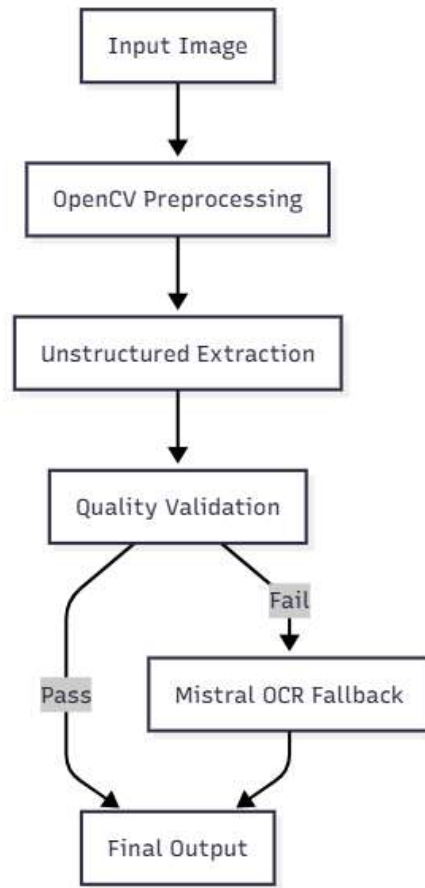 Input Image
OpenCV Preprocessing
Unstructured Extraction
Quality Validation
Fail
Pass
Mistral OCR Fallback
Final Output